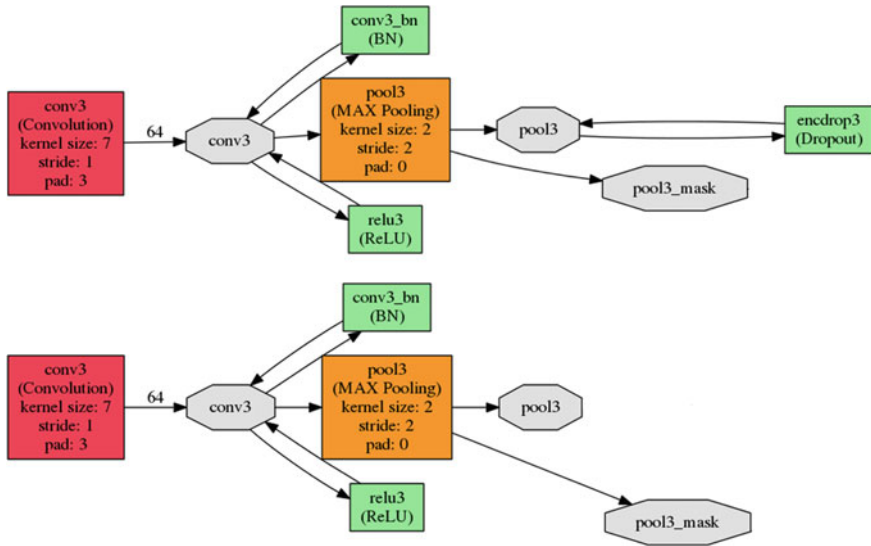 conv3_bn
(BN)
conv3
(Convolution)
kernel size: 7
stride: 1
pad: 3
64
conv3
pool3
(MAX Pooling)
kernel size: 2
stride: 2
pad: 0
pool3
encdrop3
(Dropout)
pool3_mask
relu3
(ReLU)
conv3_bn
(BN)
conv3
(Convolution)
kernel size: 7
stride: 1
pad: 3
64
conv3
pool3
(MAX Pooling)
kernel size: 2
stride: 2
pad: 0
pool3
relu3
(ReLU)
pool3_mask